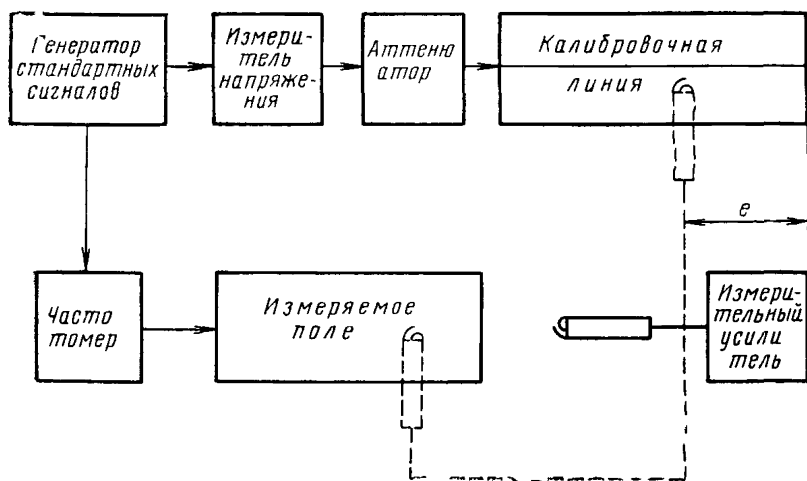 Генератор
стандартных
сигналов
Измери-
тель
напряже-
ния
Аттеню
атор
Калибровочная
линия
е
Часто
томер
Измеряемое
поле
Измери-
тельный
усили
тель